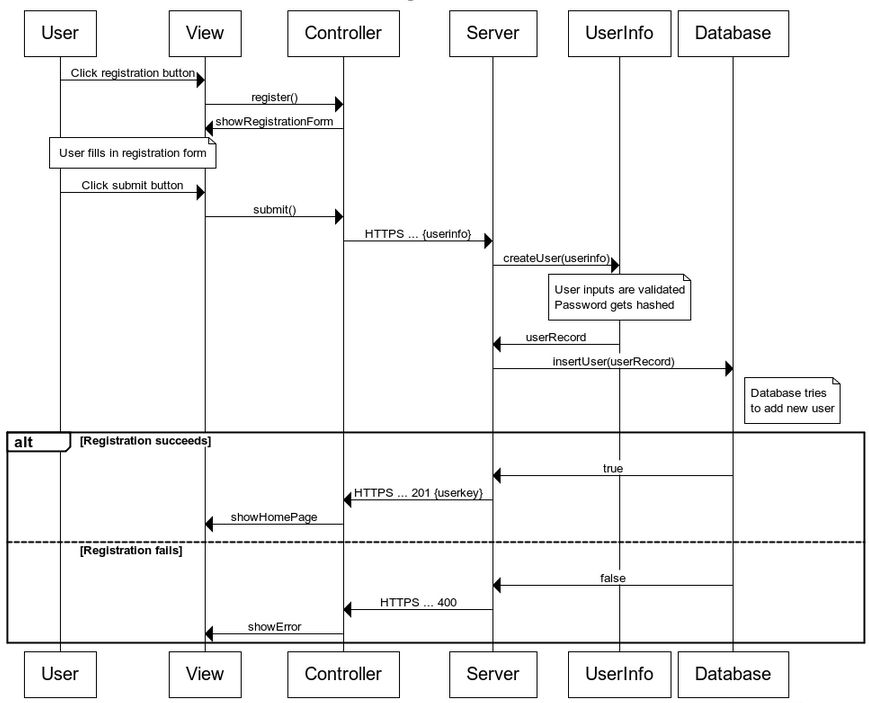 User View Controller Server UserInfo Database
Click registration button
register()
showRegistrationForm
User fills in registration form
Click submit button
submit()
HTTPS ... {userinfo}
createUser(userinfo)
User inputs are validated
Password gets hashed
userRecord
insertUser(userRecord)
Database tries
to add new user
alt [Registration succeeds]
true
HTTPS ... 201 {userkey}
showHomePage
[Registration fails]
false
HTTPS ... 400
showError
User View Controller Server UserInfo Database